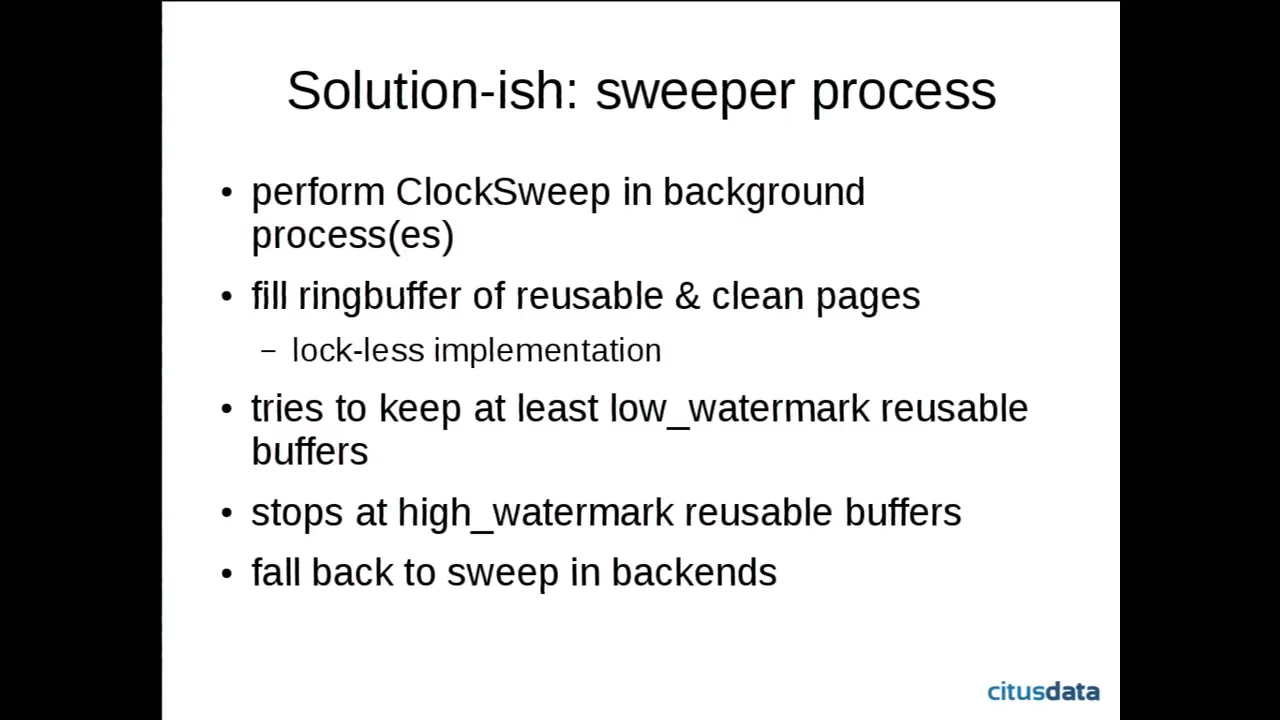 Solution-ish: sweeper process
• perform ClockSweep in background
process(es)
• fill ringbuffer of reusable & clean pages
– lock-less implementation
• tries to keep at least low_watermark reusable
buffers
• stops at high_watermark reusable buffers
• fall back to sweep in backends
citusdata